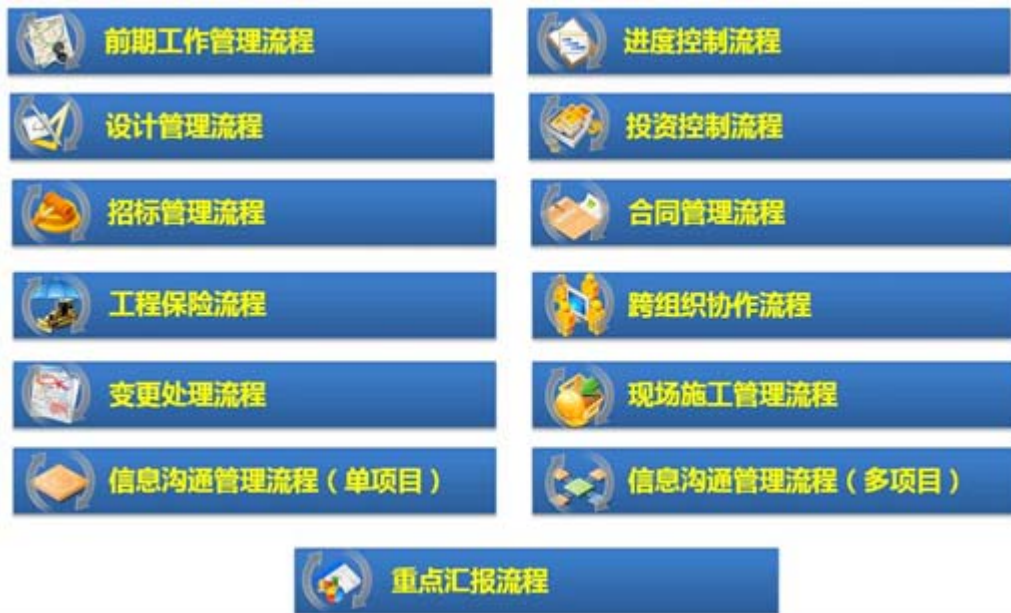 前期工作管理流程
进度控制流程
设计管理流程
投资控制流程
招标管理流程
合同管理流程
工程保险流程
跨组织协作流程
变更处理流程
现场施工管理流程
信息沟通管理流程（单项目）
信息沟通管理流程（多项目）
重点汇报流程